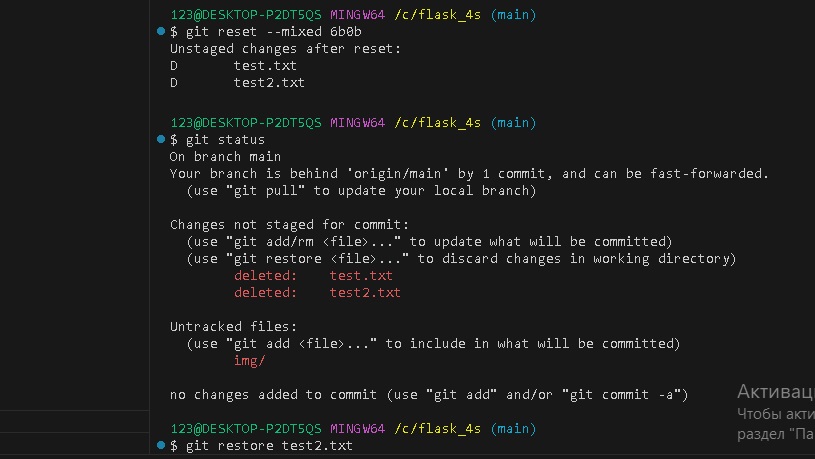 123@DESKTOP-P2DT5QS MINGW64 /c/flask_4s (main)
$ git reset --mixed 6b0b
Unstaged changes after reset:
D       test.txt
D       test2.txt
123@DESKTOP-P2DT5QS MINGW64 /c/flask_4s (main)
$ git status
On branch main
Your branch is behind 'origin/main' by 1 commit, and can be fast-forwarded.
  (use "git pull" to update your local branch)
Changes not staged for commit:
  (use "git add/rm <file>..." to update what will be committed)
  (use "git restore <file>..." to discard changes in working directory)
        deleted:    test.txt
        deleted:    test2.txt
Untracked files:
  (use "git add <file>..." to include in what will be committed)
        img/
no changes added to commit (use "git add" and/or "git commit -a")
123@DESKTOP-P2DT5QS MINGW64 /c/flask_4s (main)
$ git restore test2.txt
Активац
Чтобы акти
раздел "Па